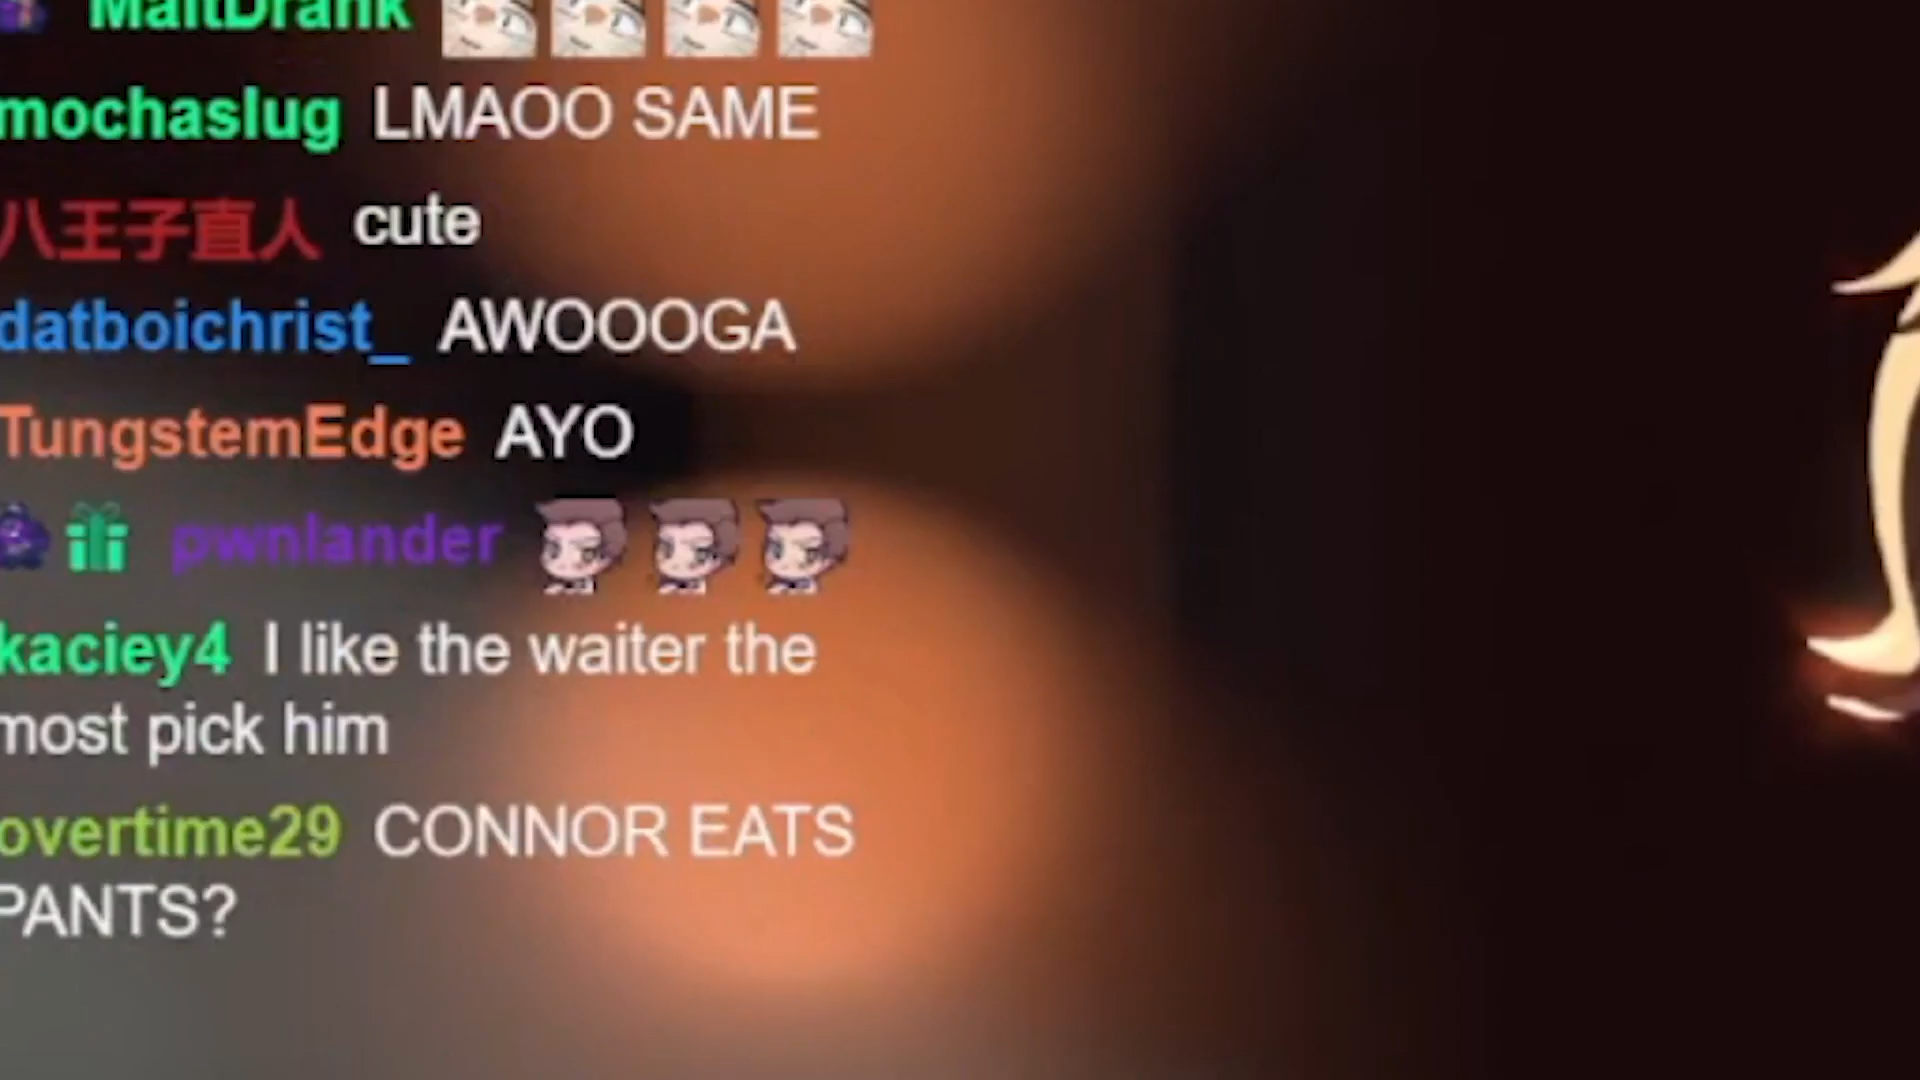 MaltDrank
mochaslug LMAOO SAME
八王子直人 cute
datboichrist_ AWOOOGA
TungstemEdge AYO
pwnlander
kaciey4 I like the waiter the
most pick him
overtime29 CONNOR EATS
PANTS?